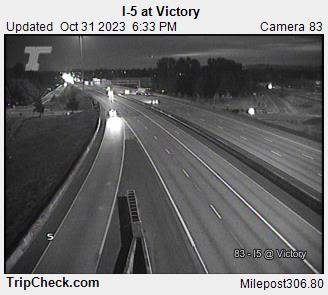 I-5 at Victory
Updated Oct 31 2023 6:33 PM Camera 83
S
83 - I5 @ Victory
TripCheck.com Milepost306.80